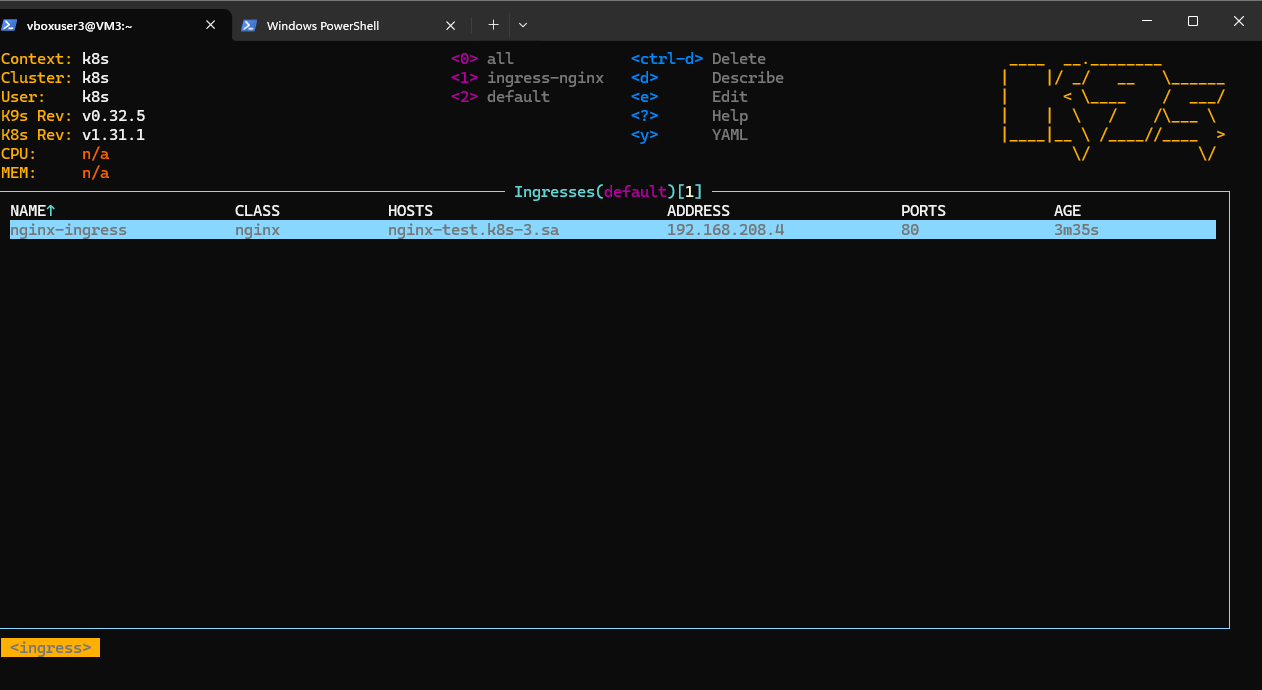 vboxuser3@VM3:~ Windows PowerShell
Context: k8s <0> all <ctrl-d> Delete
Cluster: k8s <1> ingress-nginx <d> Describe
User: k8s <2> default <e> Edit
K9s Rev: v0.32.5 <?> Help
K8s Rev: v1.31.1 <y> YAML
CPU: n/a
MEM: n/a
Ingresses(default)[1]
NAME↑ CLASS HOSTS ADDRESS PORTS AGE
nginx-ingress nginx nginx-test.k8s-3.sa 192.168.208.4 80 3m35s
<ingress>